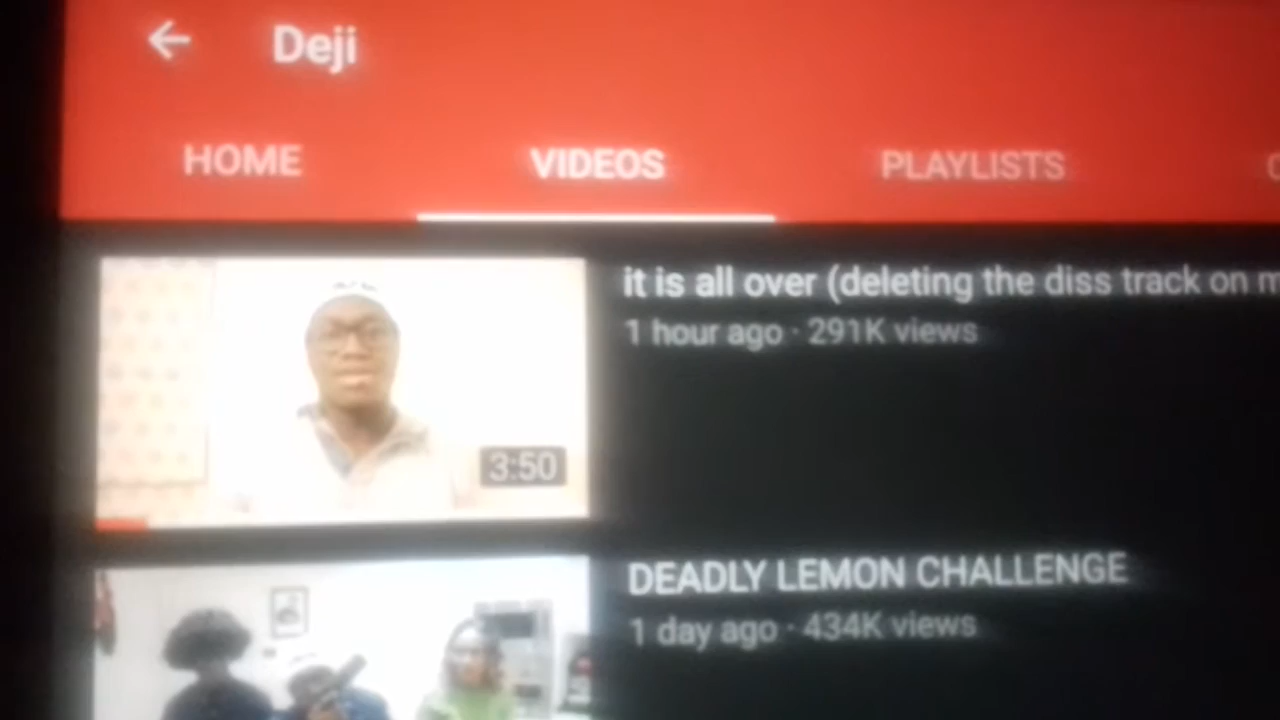 Deji
HOME VIDEOS PLAYLISTS
it is all over (deleting the diss track on m
1 hour ago · 291K views
3:50
DEADLY LEMON CHALLENGE
1 day ago · 434K views